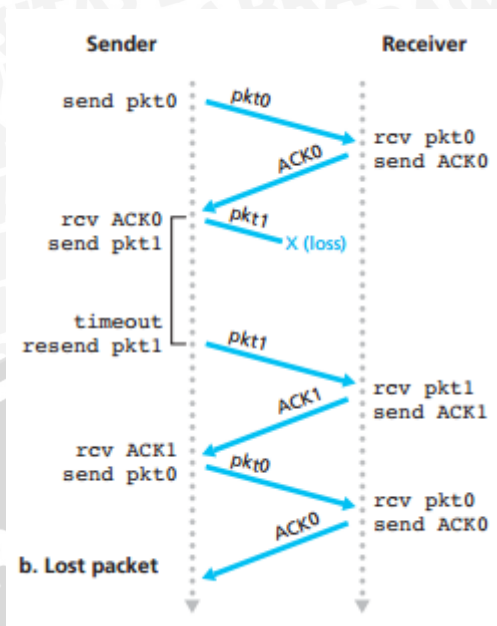 Sender
Receiver
send pkt0
pkt0
rcv pkt0
send ACK0
ACK0
rcv ACK0
send pkt1
pkt1
X (loss)
timeout
resend pkt1
pkt1
rcv pkt1
send ACK1
ACK1
rcv ACK1
send pkt0
pkt0
rcv pkt0
send ACK0
ACK0
b. Lost packet